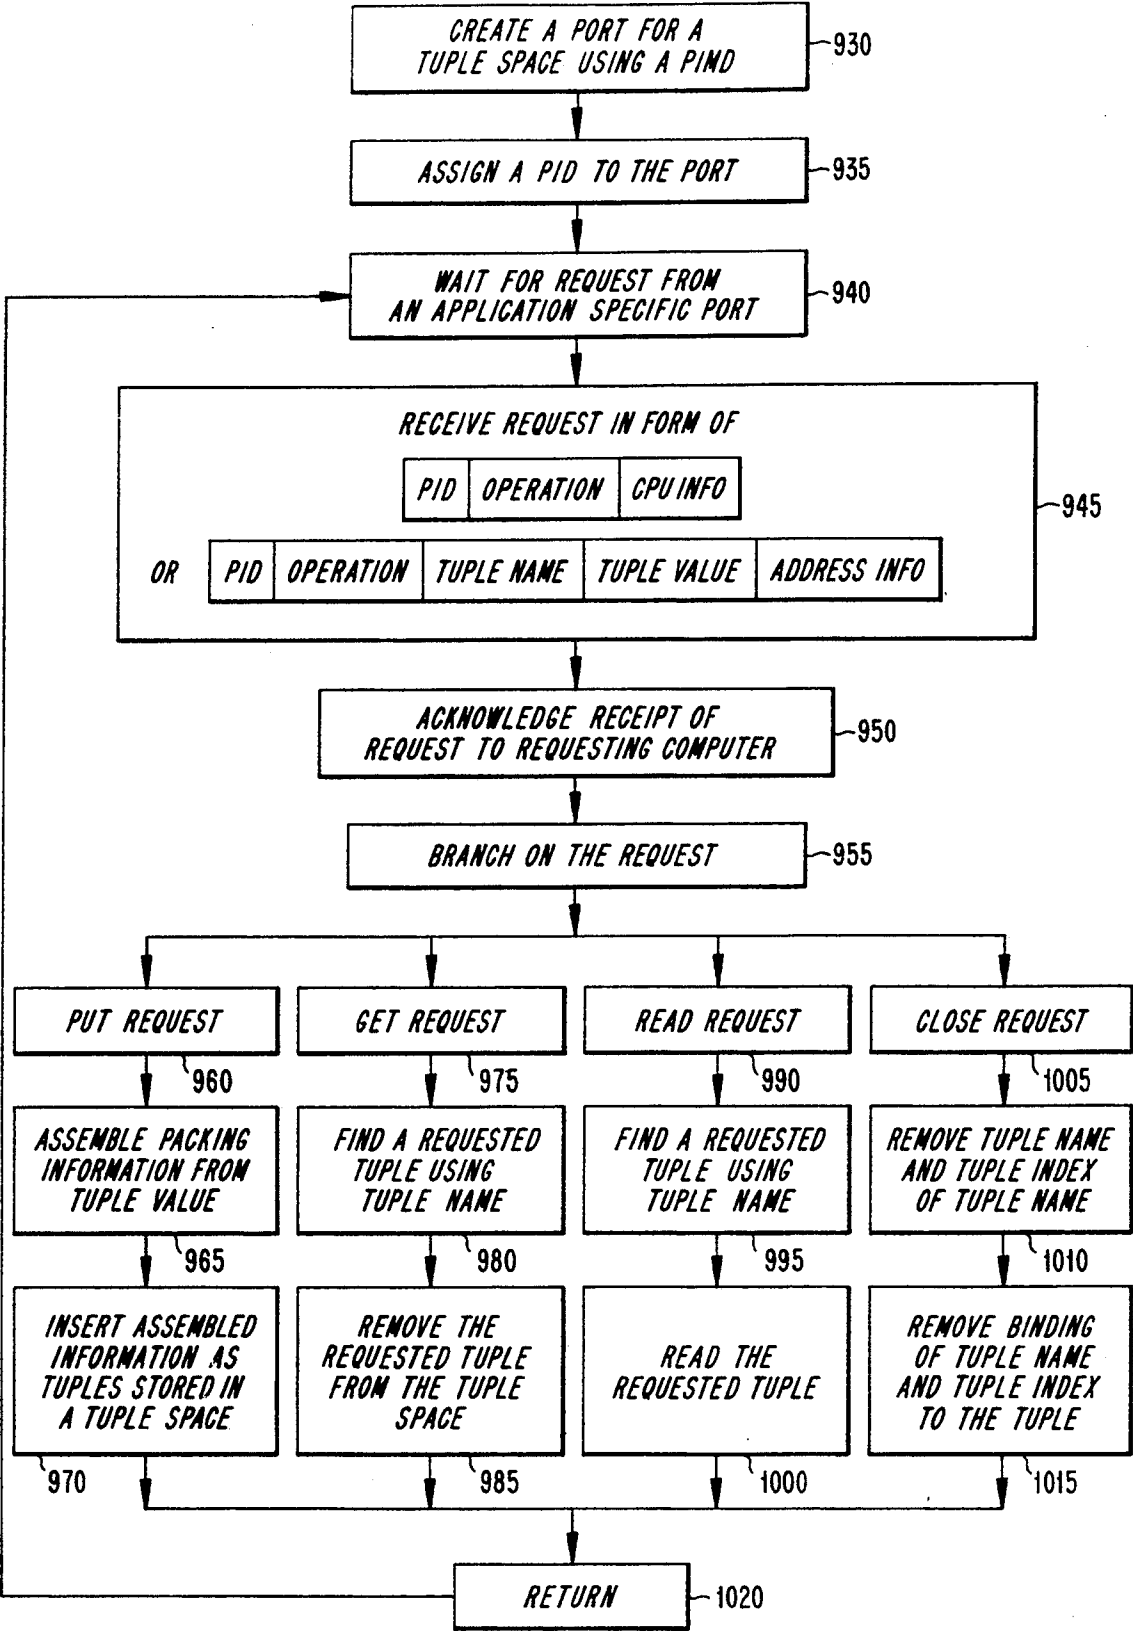 CREATE A PORT FOR A
TUPLE SPACE USING A PIMD
930
ASSIGN A PID TO THE PORT
935
WAIT FOR REQUEST FROM
AN APPLICATION SPECIFIC PORT
940
RECEIVE REQUEST IN FORM OF
PID OPERATION CPU INFO
945
OR PID OPERATION TUPLE NAME TUPLE VALUE ADDRESS INFO
ACKNOWLEDGE RECEIPT OF
REQUEST TO REQUESTING COMPUTER
950
BRANCH ON THE REQUEST
955
PUT REQUEST
960
GET REQUEST
975
READ REQUEST
990
CLOSE REQUEST
1005
ASSEMBLE PACKING
INFORMATION FROM
TUPLE VALUE
965
FIND A REQUESTED
TUPLE USING
TUPLE NAME
980
FIND A REQUESTED
TUPLE USING
TUPLE NAME
995
REMOVE TUPLE NAME
AND TUPLE INDEX
OF TUPLE NAME
1010
INSERT ASSEMBLED
INFORMATION AS
TUPLES STORED IN
A TUPLE SPACE
970
REMOVE THE
REQUESTED TUPLE
FROM THE TUPLE
SPACE
985
READ THE
REQUESTED TUPLE
1000
REMOVE BINDING
OF TUPLE NAME
AND TUPLE INDEX
TO THE TUPLE
1015
RETURN
1020